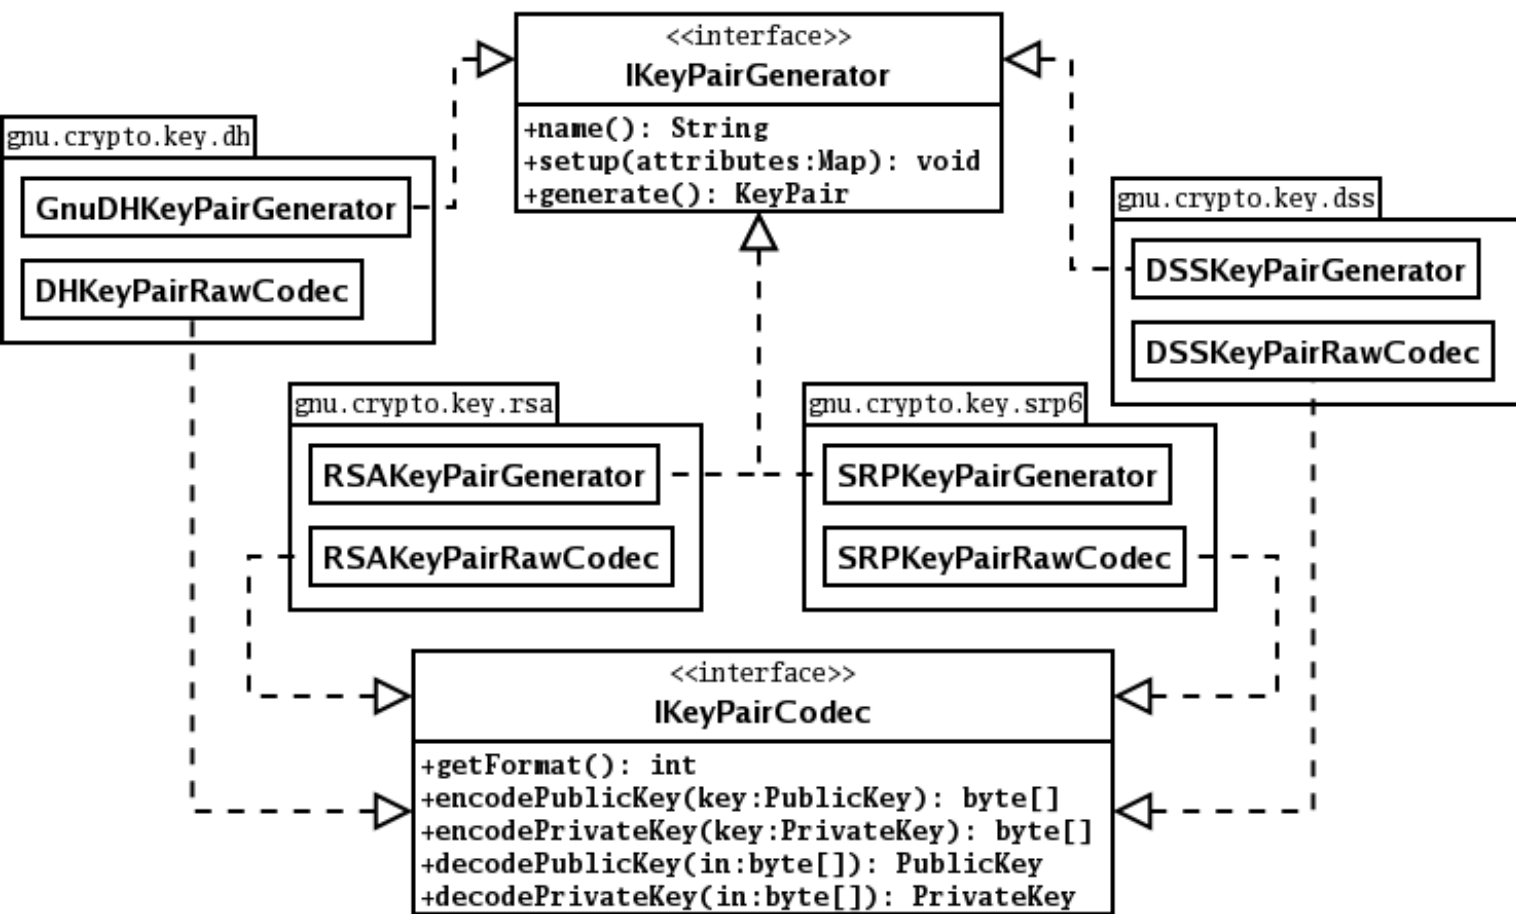 <<interface>>
IKeyPairGenerator
+name(): String
+setup(attributes:Map): void
+generate(): KeyPair
gnu.crypto.key.dh
GnuDHKeyPairGenerator
DHKeyPairRawCodec
gnu.crypto.key.dss
DSSKeyPairGenerator
DSSKeyPairRawCodec
gnu.crypto.key.rsa
RSAKeyPairGenerator
RSAKeyPairRawCodec
gnu.crypto.key.srp6
SRPKeyPairGenerator
SRPKeyPairRawCodec
<<interface>>
IKeyPairCodec
+getFormat(): int
+encodePublicKey(key:PublicKey): byte[]
+encodePrivateKey(key:PrivateKey): byte[]
+decodePublicKey(in:byte[]): PublicKey
+decodePrivateKey(in:byte[]): PrivateKey